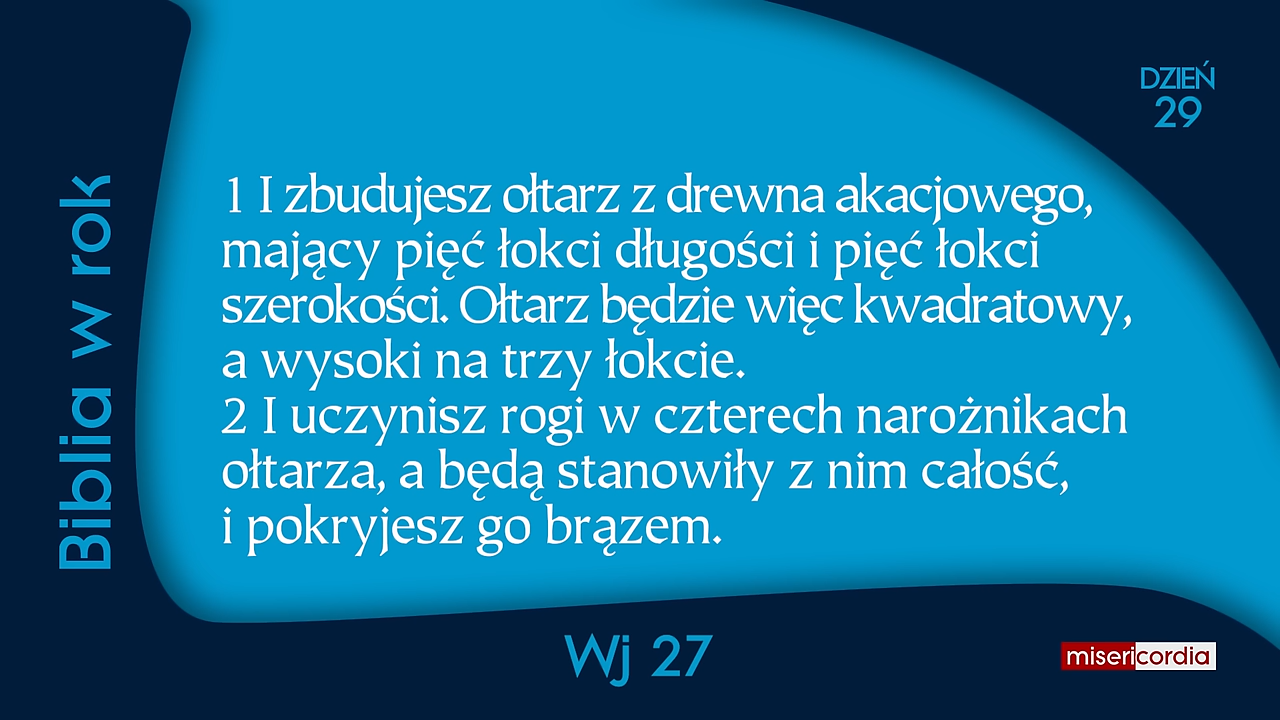 DZIEŃ
29
Biblia w rok
1 I zbudujesz ołtarz z drewna akacjowego,
mający pięć łokci długości i pięć łokci
szerokości. Ołtarz będzie więc kwadratowy,
a wysoki na trzy łokcie.
2 I uczynisz rogi w czterech narożnikach
ołtarza, a będą stanowiły z nim całość,
i pokryjesz go brązem.
Wj 27
misericordia